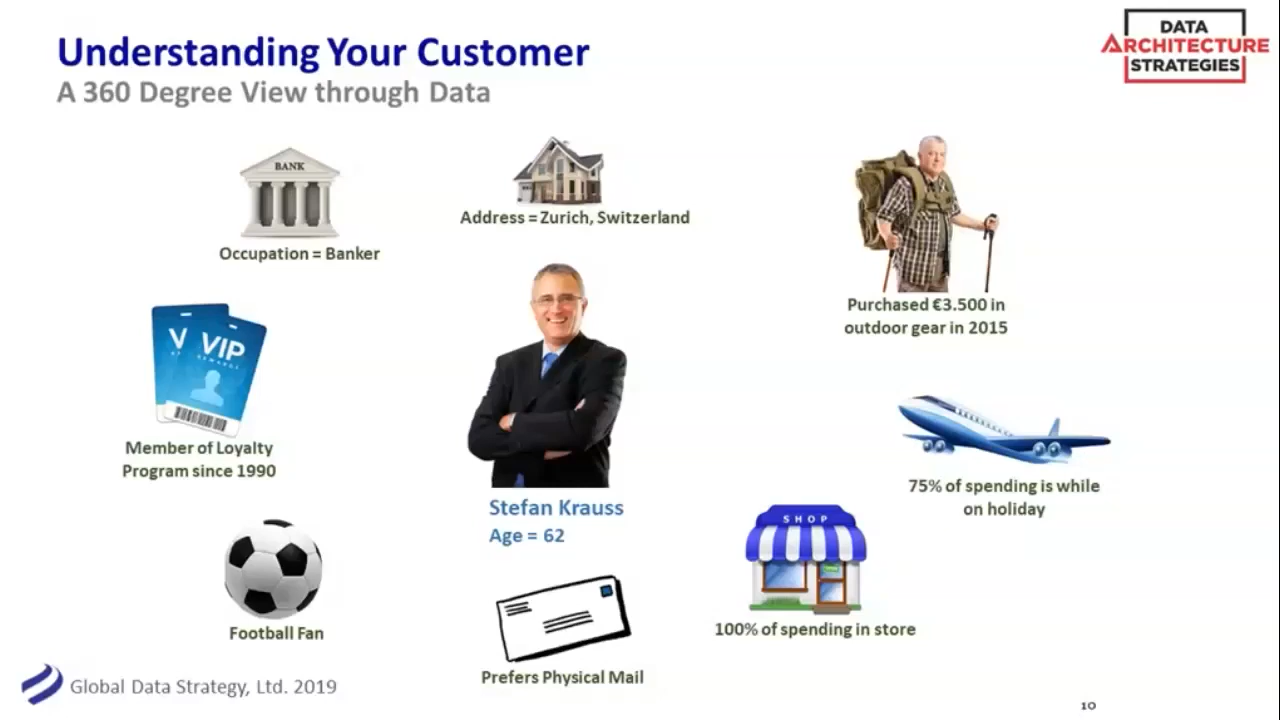 Understanding Your Customer
A 360 Degree View through Data
DATA
ARCHITECTURE
STRATEGIES
BANK
Occupation = Banker
Address = Zurich, Switzerland
Purchased €3.500 in
outdoor gear in 2015
V VIP
Member of Loyalty
Program since 1990
Stefan Krauss
Age = 62
75% of spending is while
on holiday
SHOP
100% of spending in store
Football Fan
Prefers Physical Mail
Global Data Strategy, Ltd. 2019
10